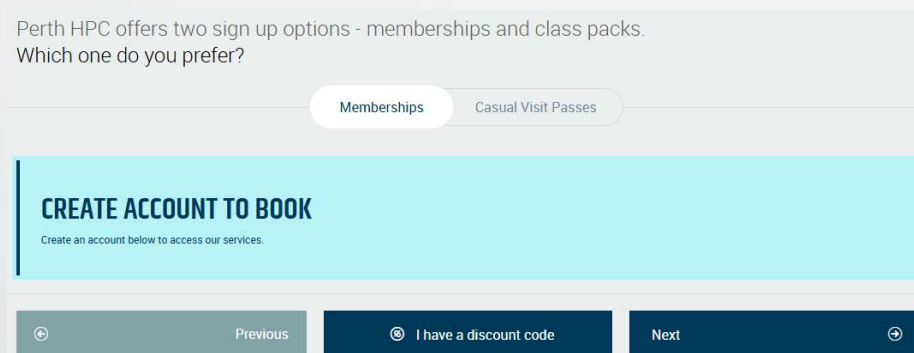 Perth HPC offers two sign up options - memberships and class packs.
Which one do you prefer?
Memberships Casual Visit Passes
CREATE ACCOUNT TO BOOK
Create an account below to access our services.
Previous I have a discount code Next